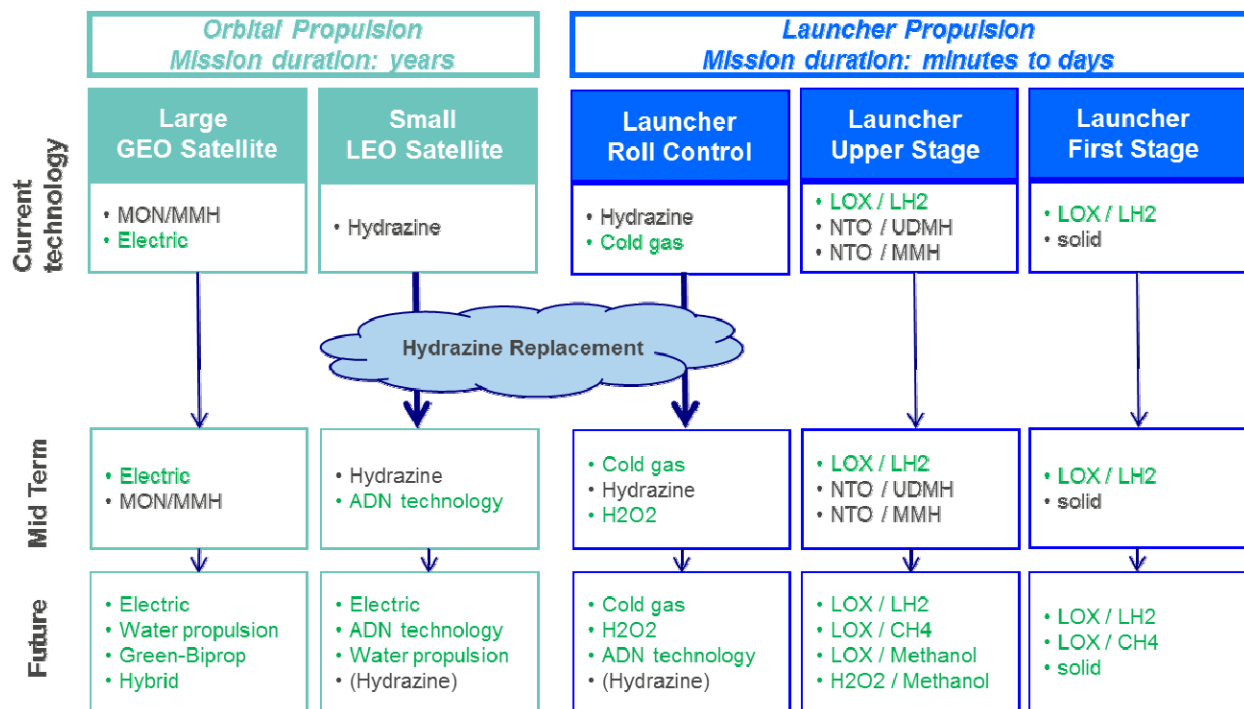 Orbital Propulsion
Mission duration: years
Launcher Propulsion
Mission duration: minutes to days
Large
GEO Satellite
Small
LEO Satellite
Launcher
Roll Control
Launcher
Upper Stage
Launcher
First Stage
Current
technology
• MON/MMH
• Electric
• Hydrazine
• Hydrazine
• Cold gas
• LOX / LH2
• NTO / UDMH
• NTO / MMH
• LOX / LH2
• solid
Hydrazine Replacement
Mid Term
• Electric
• MON/MMH
• Hydrazine
• ADN technology
• Cold gas
• Hydrazine
• H2O2
• LOX / LH2
• NTO / UDMH
• NTO / MMH
• LOX / LH2
• solid
Future
• Electric
• Water propulsion
• Green-Biprop
• Hybrid
• Electric
• ADN technology
• Water propulsion
• (Hydrazine)
• Cold gas
• H2O2
• ADN technology
• (Hydrazine)
• LOX / LH2
• LOX / CH4
• LOX / Methanol
• H2O2 / Methanol
• LOX / LH2
• LOX / CH4
• solid